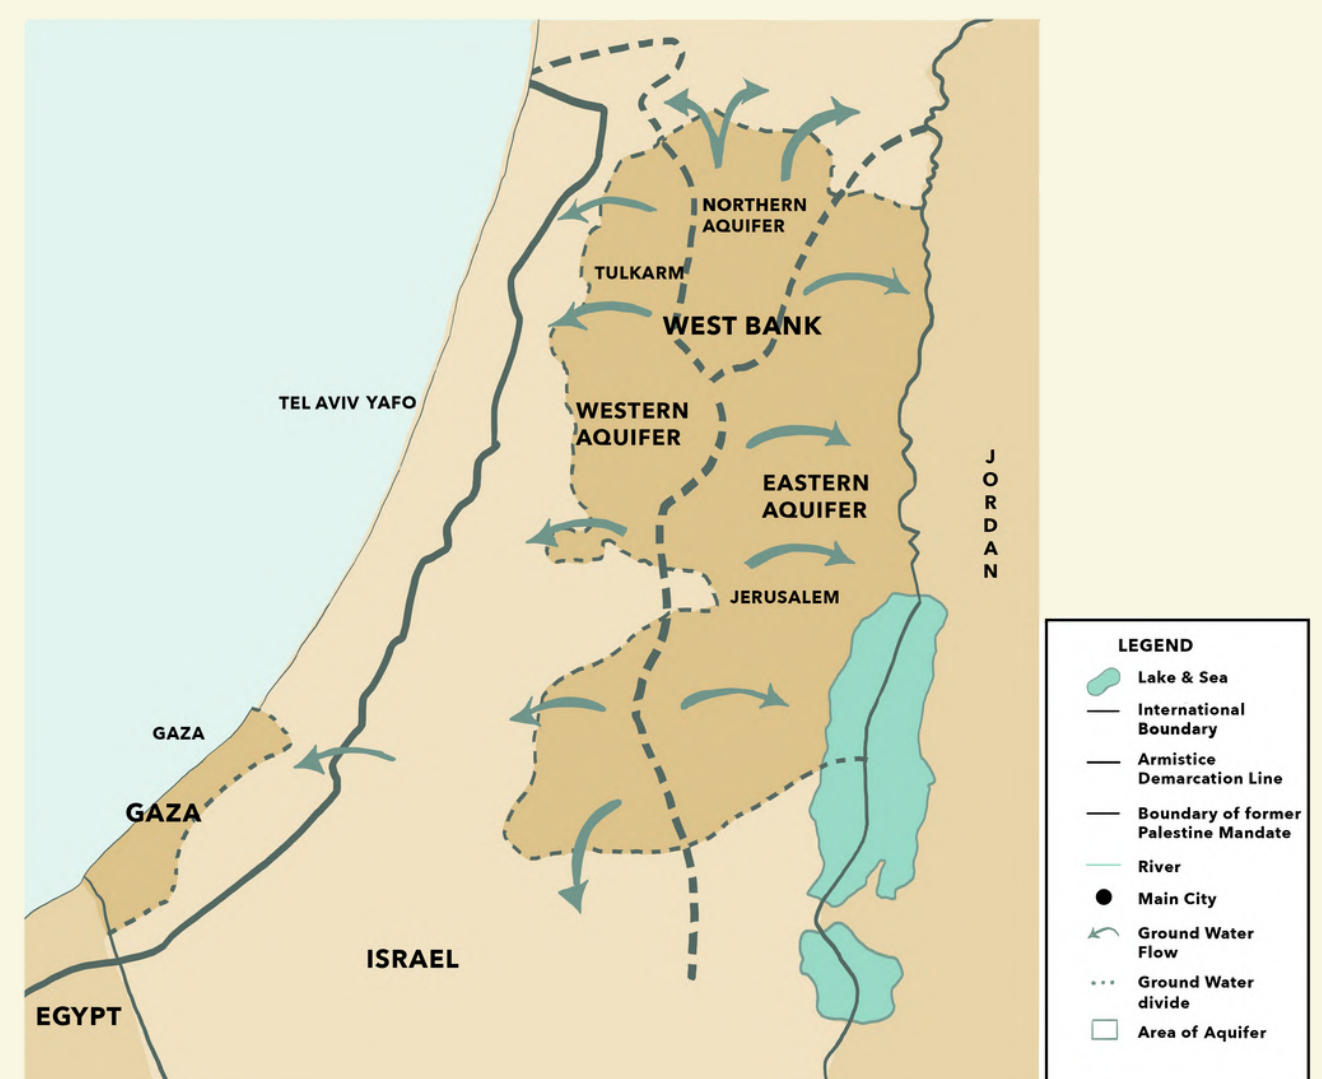 NORTHERN
AQUIFER
TULKARM
WEST BANK
TEL AVIV YAFO
WESTERN
AQUIFER
EASTERN
AQUIFER
J
O
R
D
A
N
JERUSALEM
GAZA
GAZA
ISRAEL
EGYPT
LEGEND
Lake & Sea
International
Boundary
Armistice
Demarcation Line
Boundary of former
Palestine Mandate
River
Main City
Ground Water
Flow
Ground Water
divide
Area of Aquifer